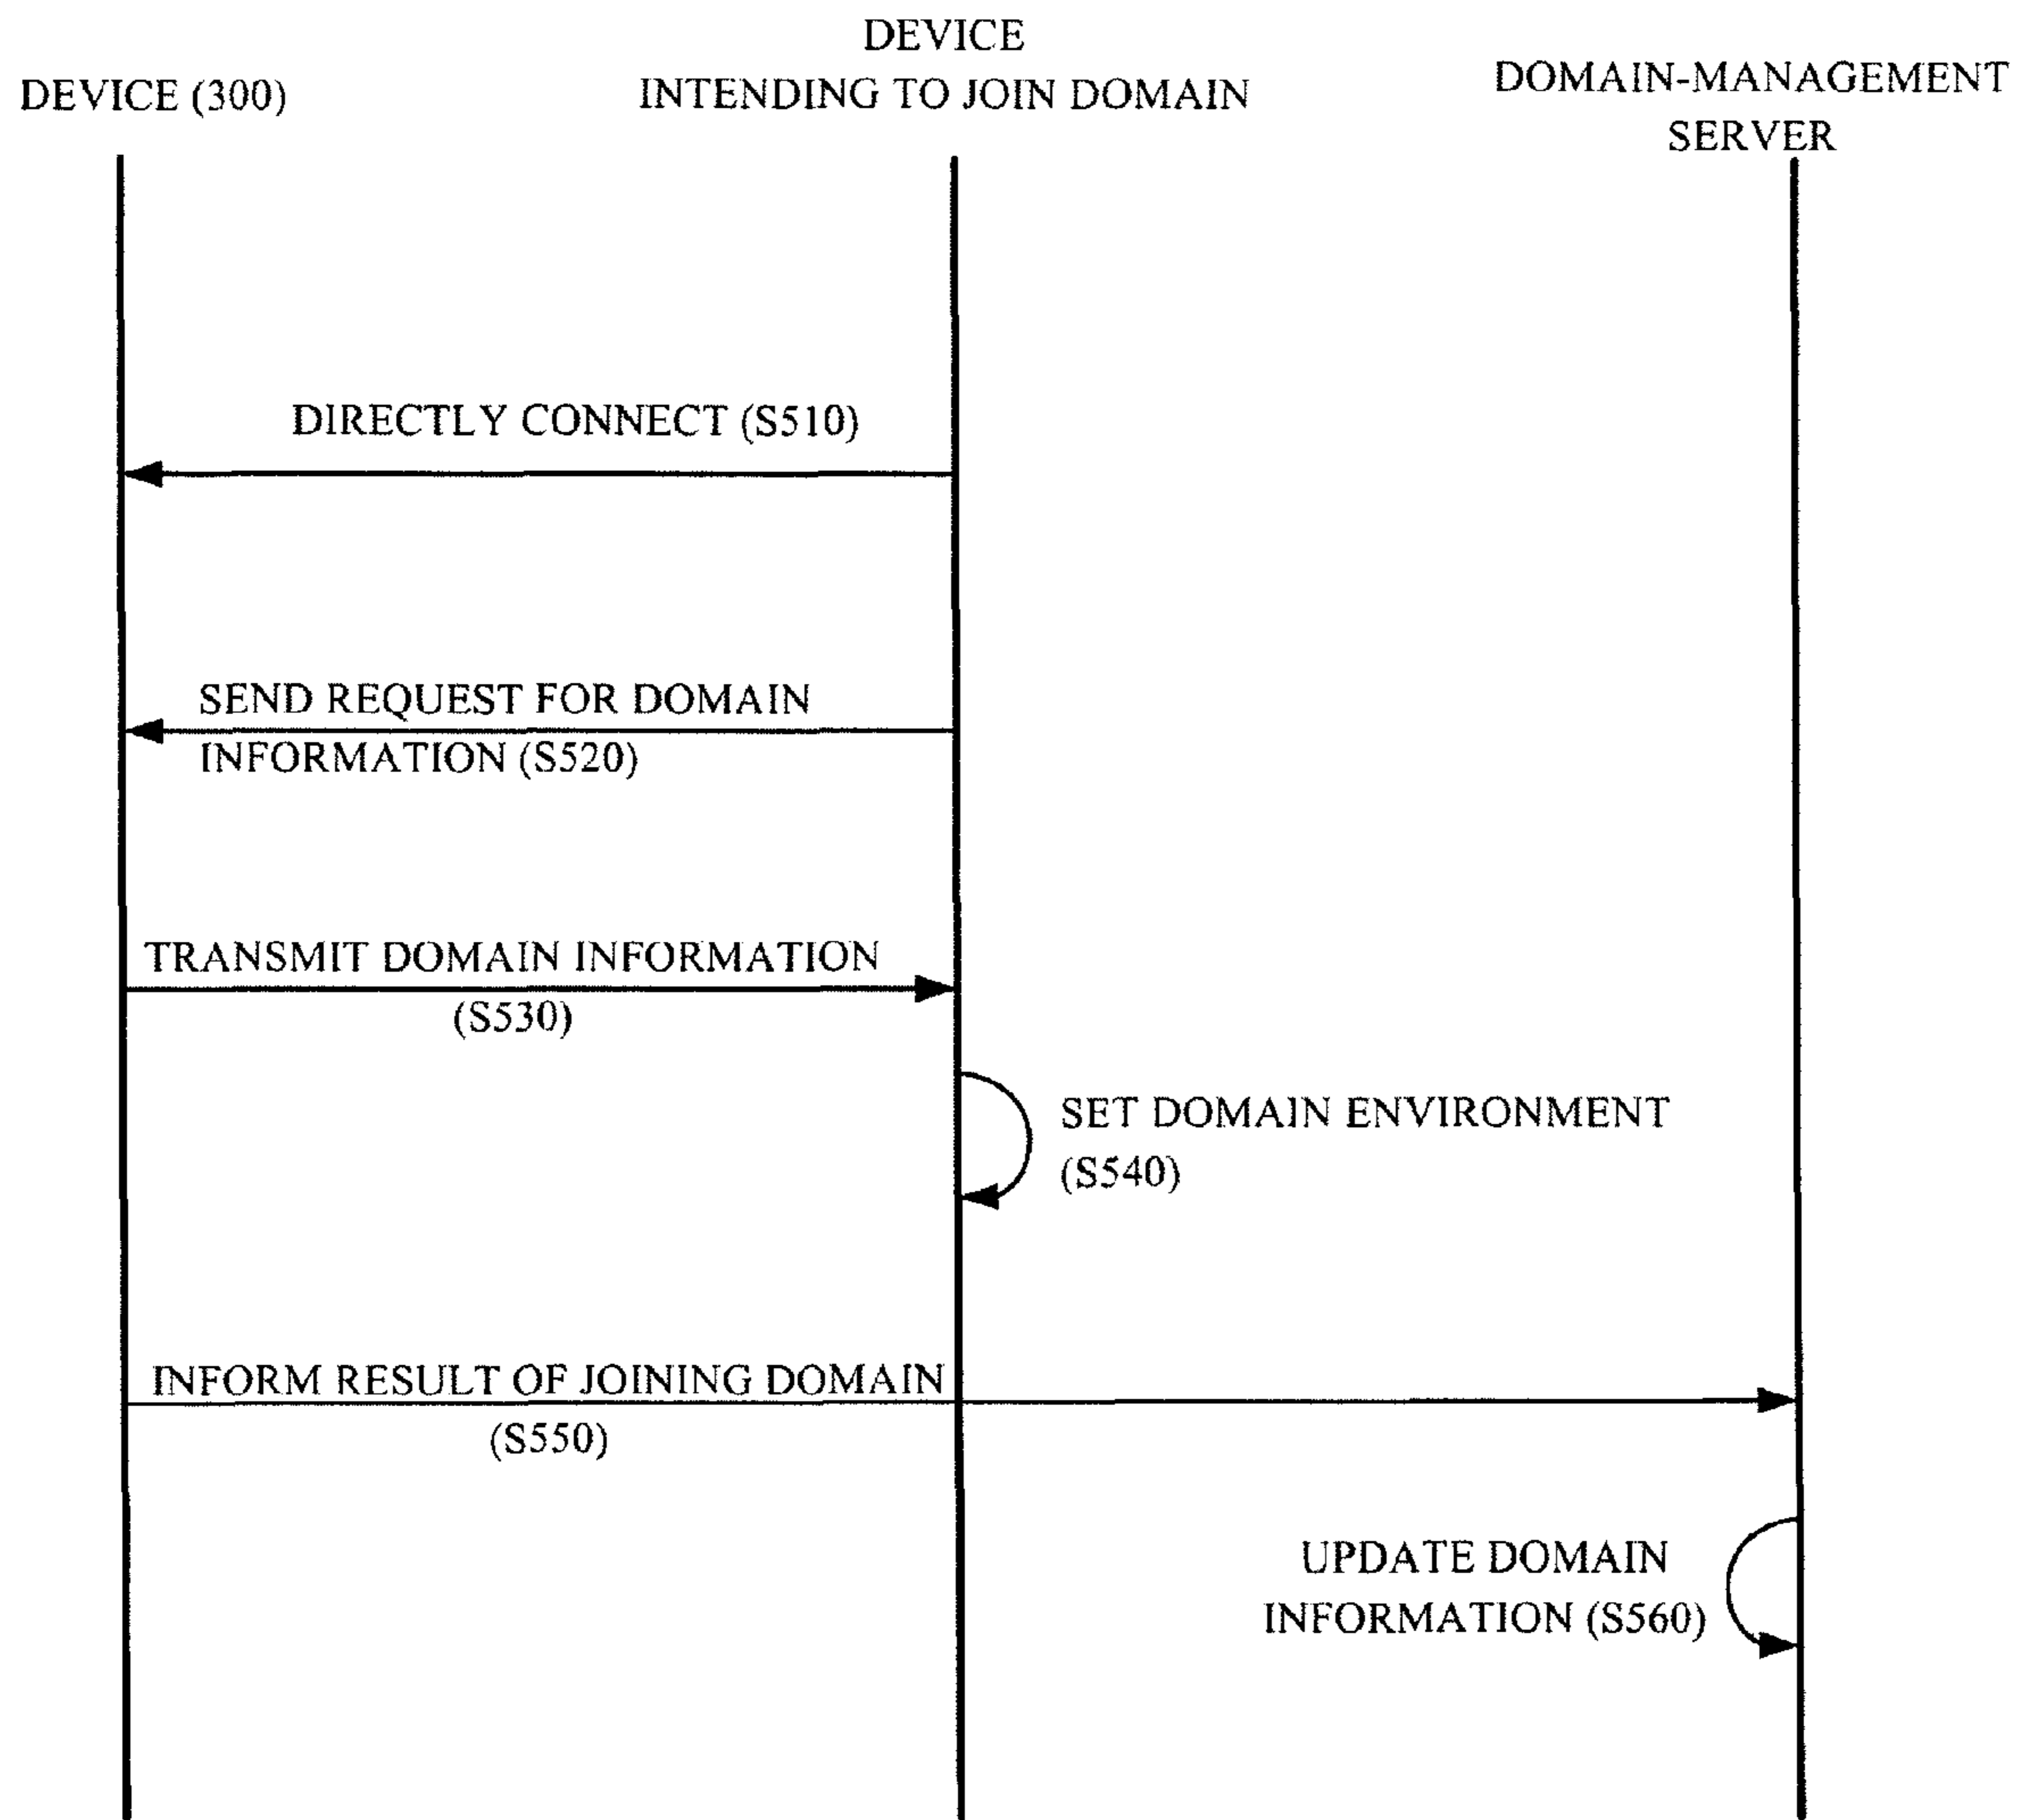 DEVICE (300)
DEVICE
INTENDING TO JOIN DOMAIN
DOMAIN-MANAGEMENT
SERVER
DIRECTLY CONNECT (S510)
SEND REQUEST FOR DOMAIN
INFORMATION (S520)
TRANSMIT DOMAIN INFORMATION
(S530)
SET DOMAIN ENVIRONMENT
(S540)
INFORM RESULT OF JOINING DOMAIN
(S550)
UPDATE DOMAIN
INFORMATION (S560)